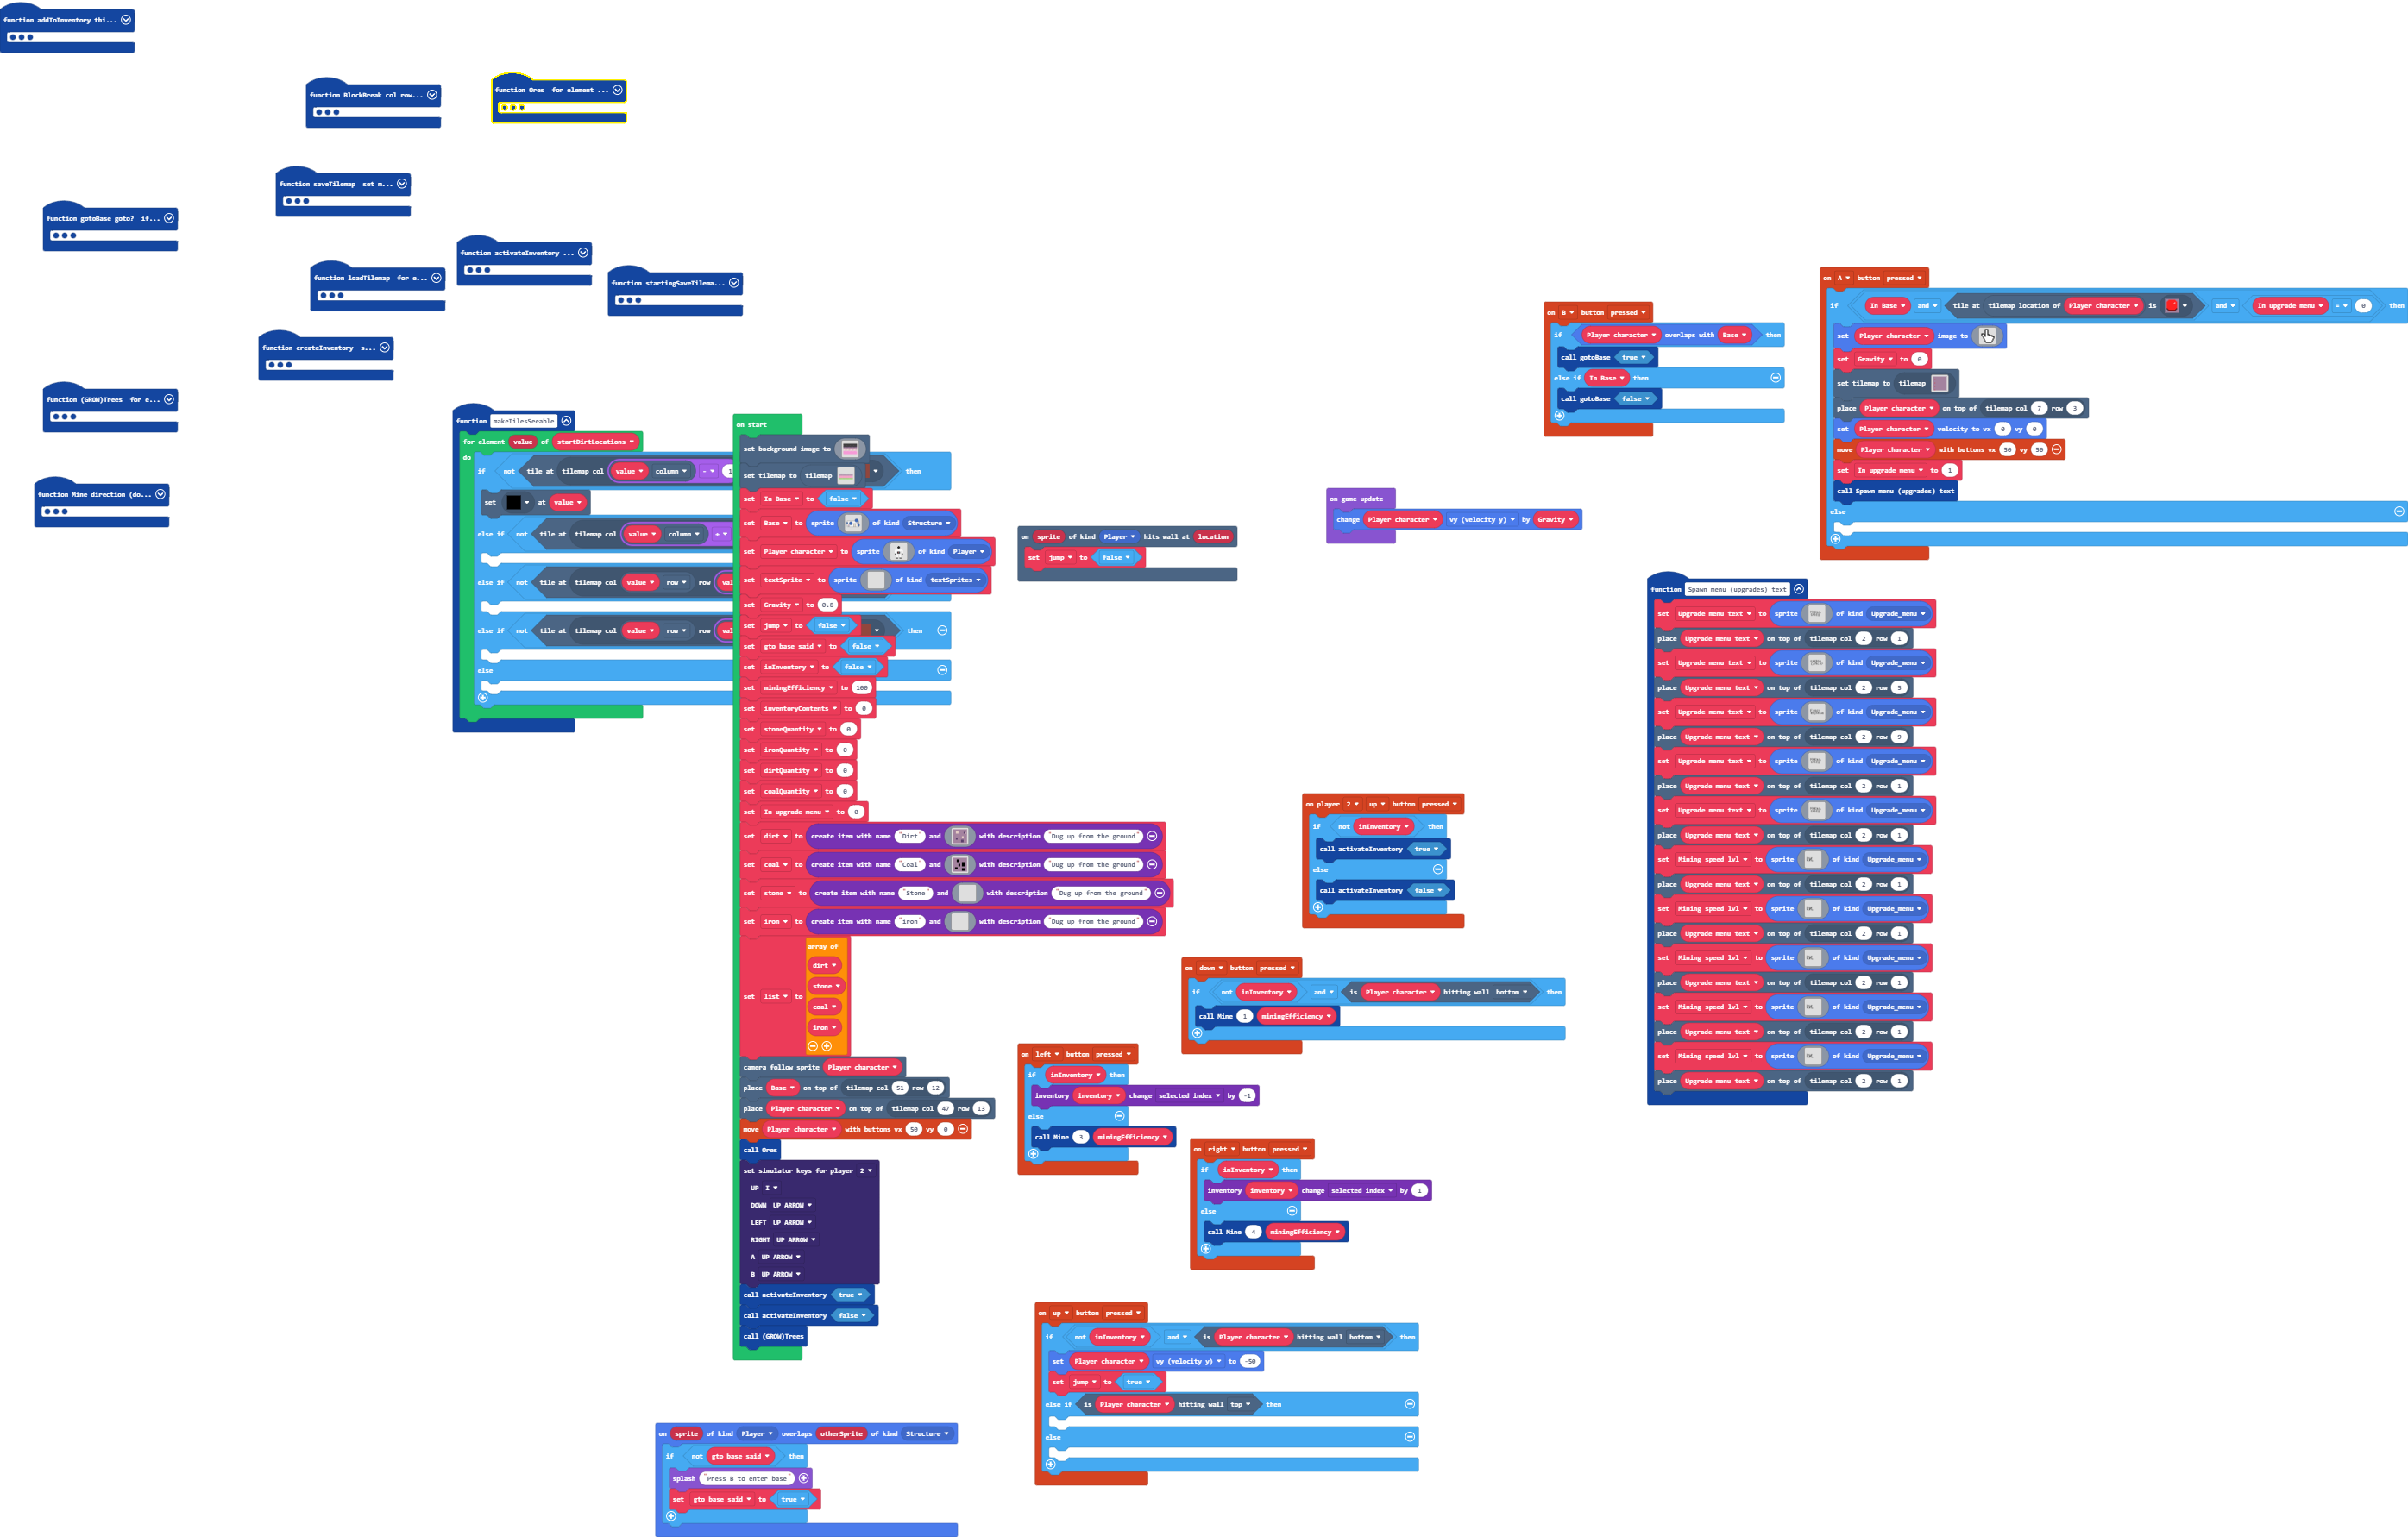 function addToInventory thi...
function BlockBreak col row...
function Ores for element ...
function saveTilemap set m...
function gotoBase goto? if...
function activateInventory ...
function loadTilemap for e...
function startingSaveTilema...
function createInventory s...
function (GROW)Trees for e...
function Mine direction (do...
function makeTilesSeeable
for element value of startDirtLocations
do
if not tile at tilemap col value column - 1 then
set at value
else if not tile at tilemap col value column +
else if not tile at tilemap col value row row val
else if not tile at tilemap col value row row val then
else
on start
set background image to
set tilemap to tilemap
set In Base to false
set Base to sprite of kind Structure
set Player character to sprite of kind Player
set textSprite to sprite of kind textSprites
set Gravity to 0.8
set jump to false
set gto base said to false
set inInventory to false
set miningEfficiency to 100
set inventoryContents to 0
set stoneQuantity to 0
set ironQuantity to 0
set dirtQuantity to 0
set coalQuantity to 0
set In upgrade menu to 0
set dirt to create item with name "Dirt" and with description "Dug up from the ground"
set coal to create item with name "Coal" and with description "Dug up from the ground"
set stone to create item with name "Stone" and with description "Dug up from the ground"
set iron to create item with name "iron" and with description "Dug up from the ground"
set list to array of
dirt
stone
coal
iron
camera follow sprite Player character
place Base on top of tilemap col 51 row 12
place Player character on top of tilemap col 47 row 13
move Player character with buttons vx 50 vy 0
call Ores
set simulator keys for player 2
UP I
DOWN UP ARROW
LEFT UP ARROW
RIGHT UP ARROW
A UP ARROW
B UP ARROW
call activateInventory true
call activateInventory false
call (GROW)Trees
on sprite of kind Player overlaps otherSprite of kind Structure
if not gto base said then
splash "Press B to enter base"
set gto base said to true
on sprite of kind Player hits wall at location
set jump to false
on game update
change Player character vy (velocity y) by Gravity
on B button pressed
if Player character overlaps with Base then
call gotoBase true
else if In Base then
call gotoBase false
on A button pressed
if In Base and tile at tilemap location of Player character is and In upgrade menu = 0 then
set Player character image to
set Gravity to 0
set tilemap to tilemap
place Player character on top of tilemap col 7 row 3
set Player character velocity to vx 0 vy 0
move Player character with buttons vx 50 vy 50
set In upgrade menu to 1
call Spawn menu (upgrades) text
else
on player 2 up button pressed
if not inInventory then
call activateInventory true
else
call activateInventory false
on down button pressed
if not inInventory and is Player character hitting wall bottom then
call Mine 1 miningEfficiency
on left button pressed
if inInventory then
inventory inventory change selected index by -1
else
call Mine 3 miningEfficiency
on right button pressed
if inInventory then
inventory inventory change selected index by 1
else
call Mine 4 miningEfficiency
on up button pressed
if not inInventory and is Player character hitting wall bottom then
set Player character vy (velocity y) to -50
set jump to true
else if is Player character hitting wall top then
else
function Spawn menu (upgrades) text
set Upgrade menu text to sprite of kind Upgrade_menu
place Upgrade menu text on top of tilemap col 2 row 1
set Upgrade menu text to sprite of kind Upgrade_menu
place Upgrade menu text on top of tilemap col 2 row 5
set Upgrade menu text to sprite of kind Upgrade_menu
place Upgrade menu text on top of tilemap col 2 row 9
set Upgrade menu text to sprite of kind Upgrade_menu
place Upgrade menu text on top of tilemap col 2 row 1
set Upgrade menu text to sprite of kind Upgrade_menu
place Upgrade menu text on top of tilemap col 2 row 1
set Mining speed lvl to sprite of kind Upgrade_menu
place Upgrade menu text on top of tilemap col 2 row 1
set Mining speed lvl to sprite of kind Upgrade_menu
place Upgrade menu text on top of tilemap col 2 row 1
set Mining speed lvl to sprite of kind Upgrade_menu
place Upgrade menu text on top of tilemap col 2 row 1
set Mining speed lvl to sprite of kind Upgrade_menu
place Upgrade menu text on top of tilemap col 2 row 1
set Mining speed lvl to sprite of kind Upgrade_menu
place Upgrade menu text on top of tilemap col 2 row 1